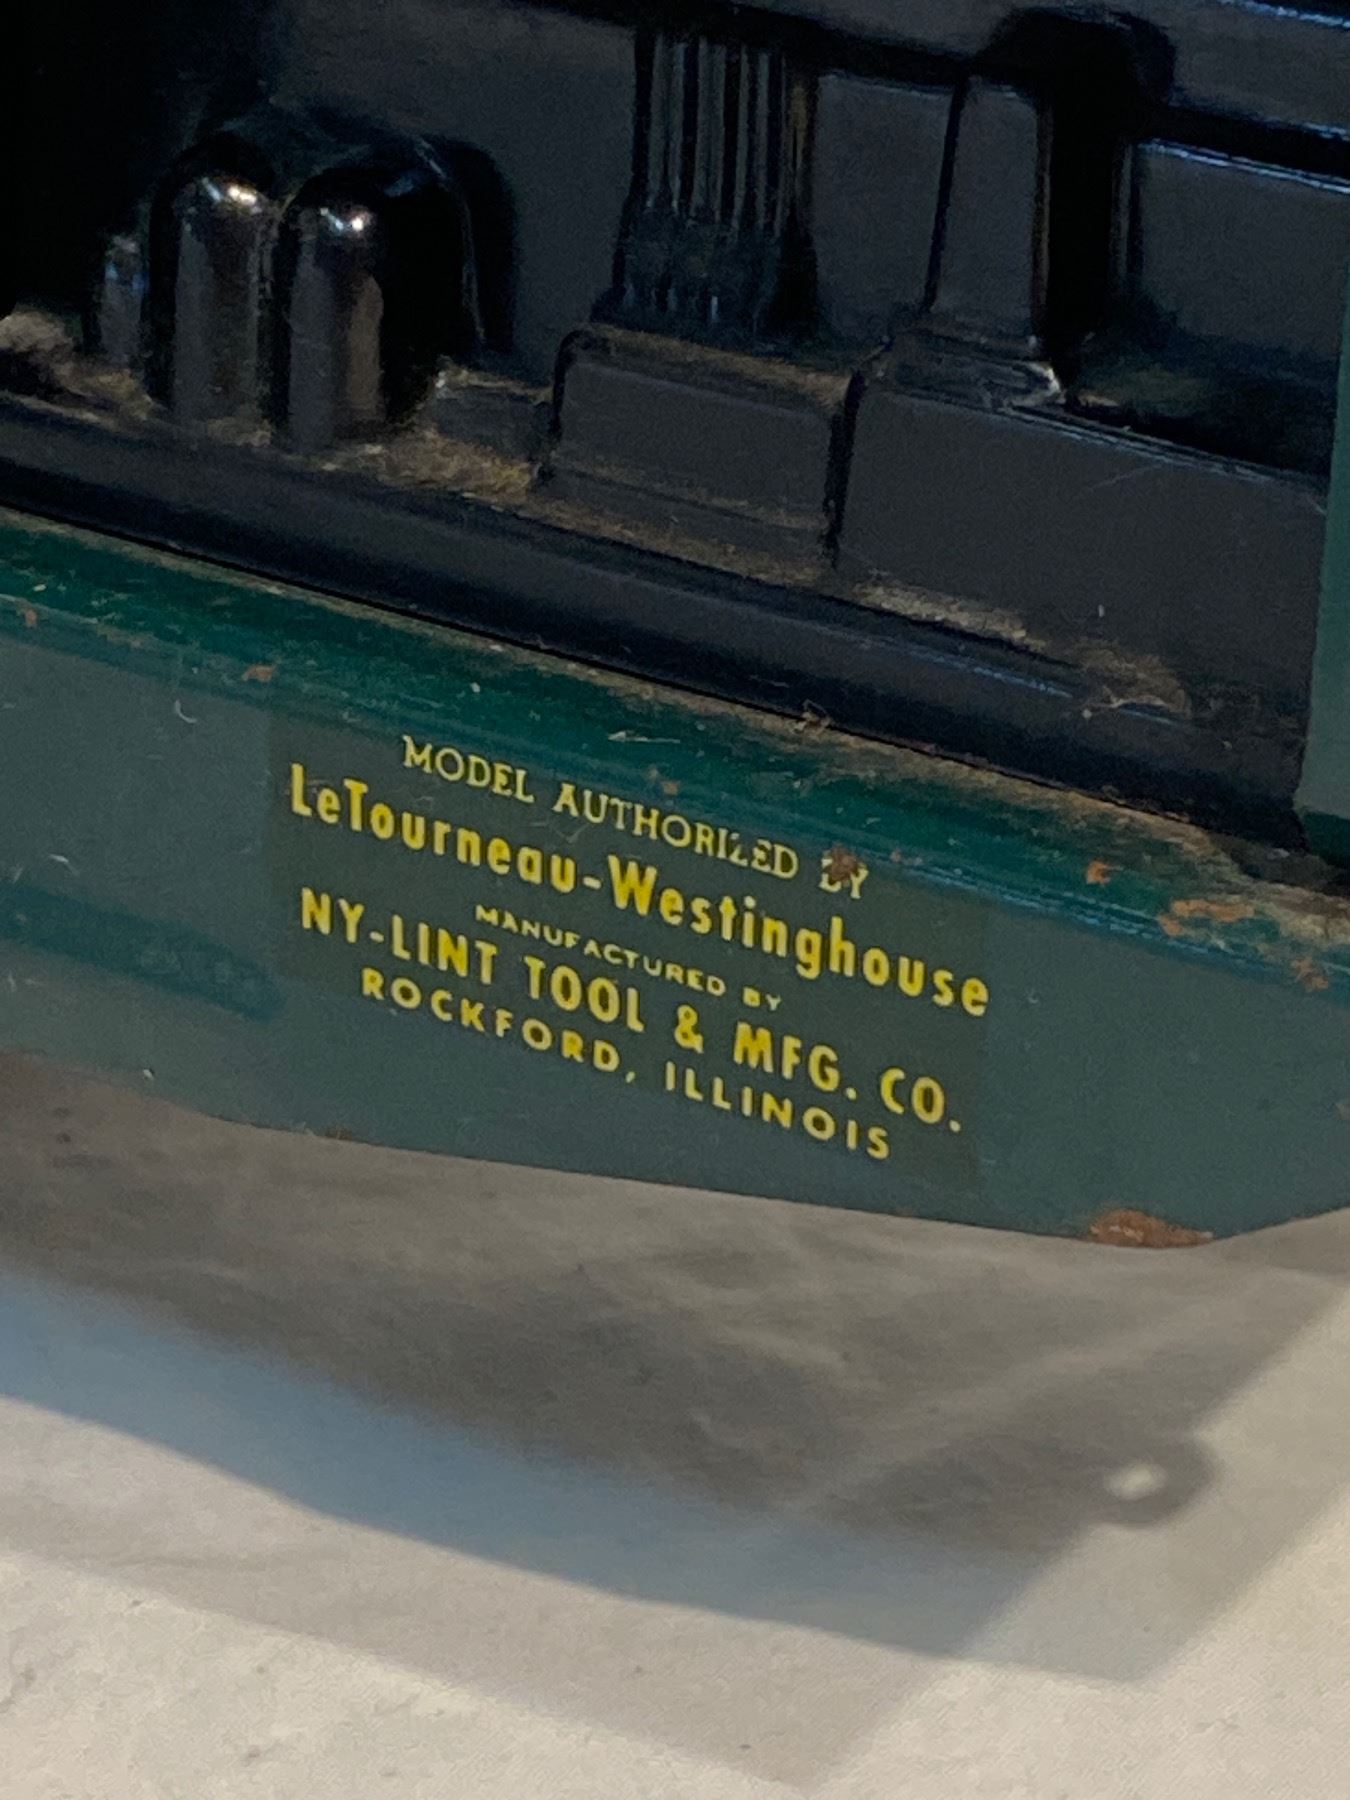 MODEL AUTHORIZED BY
LeTourneau-Westinghouse
MANUFACTURED BY
NY-LINT TOOL & MFG. CO.
ROCKFORD, ILLINOIS